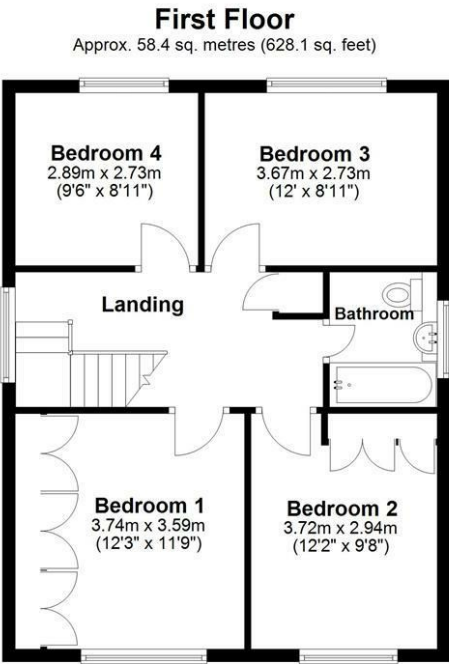 First Floor
Approx. 58.4 sq. metres (628.1 sq. feet)
Bedroom 4
2.89m x 2.73m
(9'6" x 8'11")
Bedroom 3
3.67m x 2.73m
(12' x 8'11")
Landing
Bathroom
Bedroom 1
3.74m x 3.59m
(12'3" x 11'9")
Bedroom 2
3.72m x 2.94m
(12'2" x 9'8")